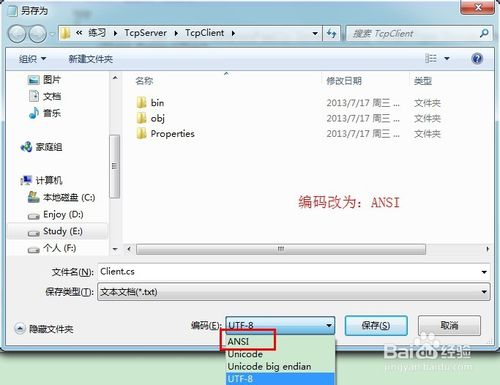 另存为
« 练习 ▸ TcpServer ▸ TcpClient ▸
搜索 TcpClient
组织 新建文件夹
图片
文档
音乐
家庭组
计算机
本地磁盘 (C:)
Enjoy (D:)
Study (E:)
个人 (F:)
名称 修改日期 类型
bin 2013/7/17 周三 ... 文件夹
obj 2013/7/17 周三 ... 文件夹
Properties 2013/7/17 周三 ... 文件夹
编码改为：ANSI
文件名(N): Client.cs
保存类型(T): 文本文档(*.txt)
隐藏文件夹
编码(E): UTF-8
保存(S) 取消
ANSI
Unicode
Unicode big endian
UTF-8
Baidu经验